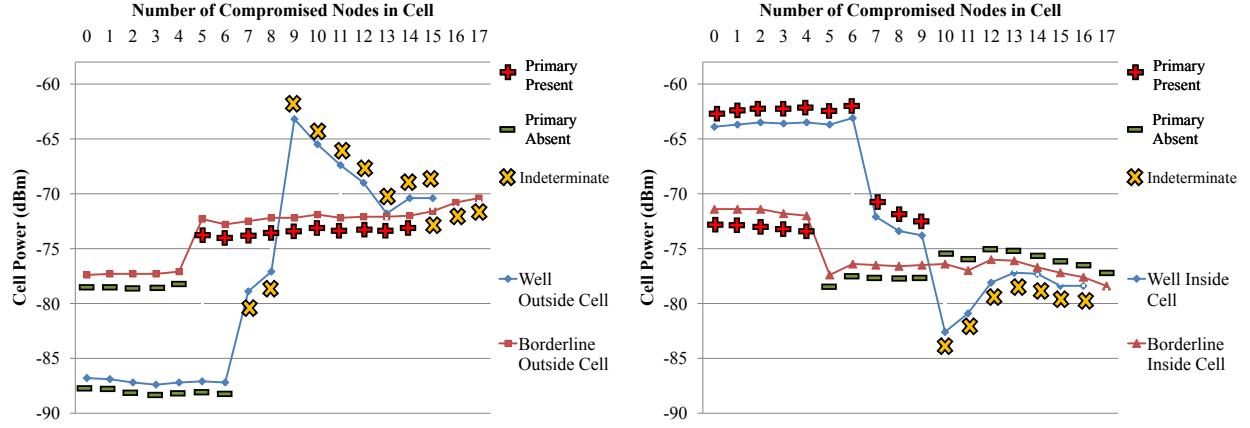 Number of Compromised Nodes in Cell
0 1 2 3 4 5 6 7 8 9 10 11 12 13 14 15 16 17
Cell Power (dBm)
-60
-65
-70
-75
-80
-85
-90
Primary
Present
Primary
Absent
Indeterminate
Well
Outside Cell
Borderline
Outside Cell
Number of Compromised Nodes in Cell
0 1 2 3 4 5 6 7 8 9 10 11 12 13 14 15 16 17
Cell Power (dBm)
-60
-65
-70
-75
-80
-85
-90
Primary
Present
Primary
Absent
Indeterminate
Well Inside
Cell
Borderline
Inside Cell